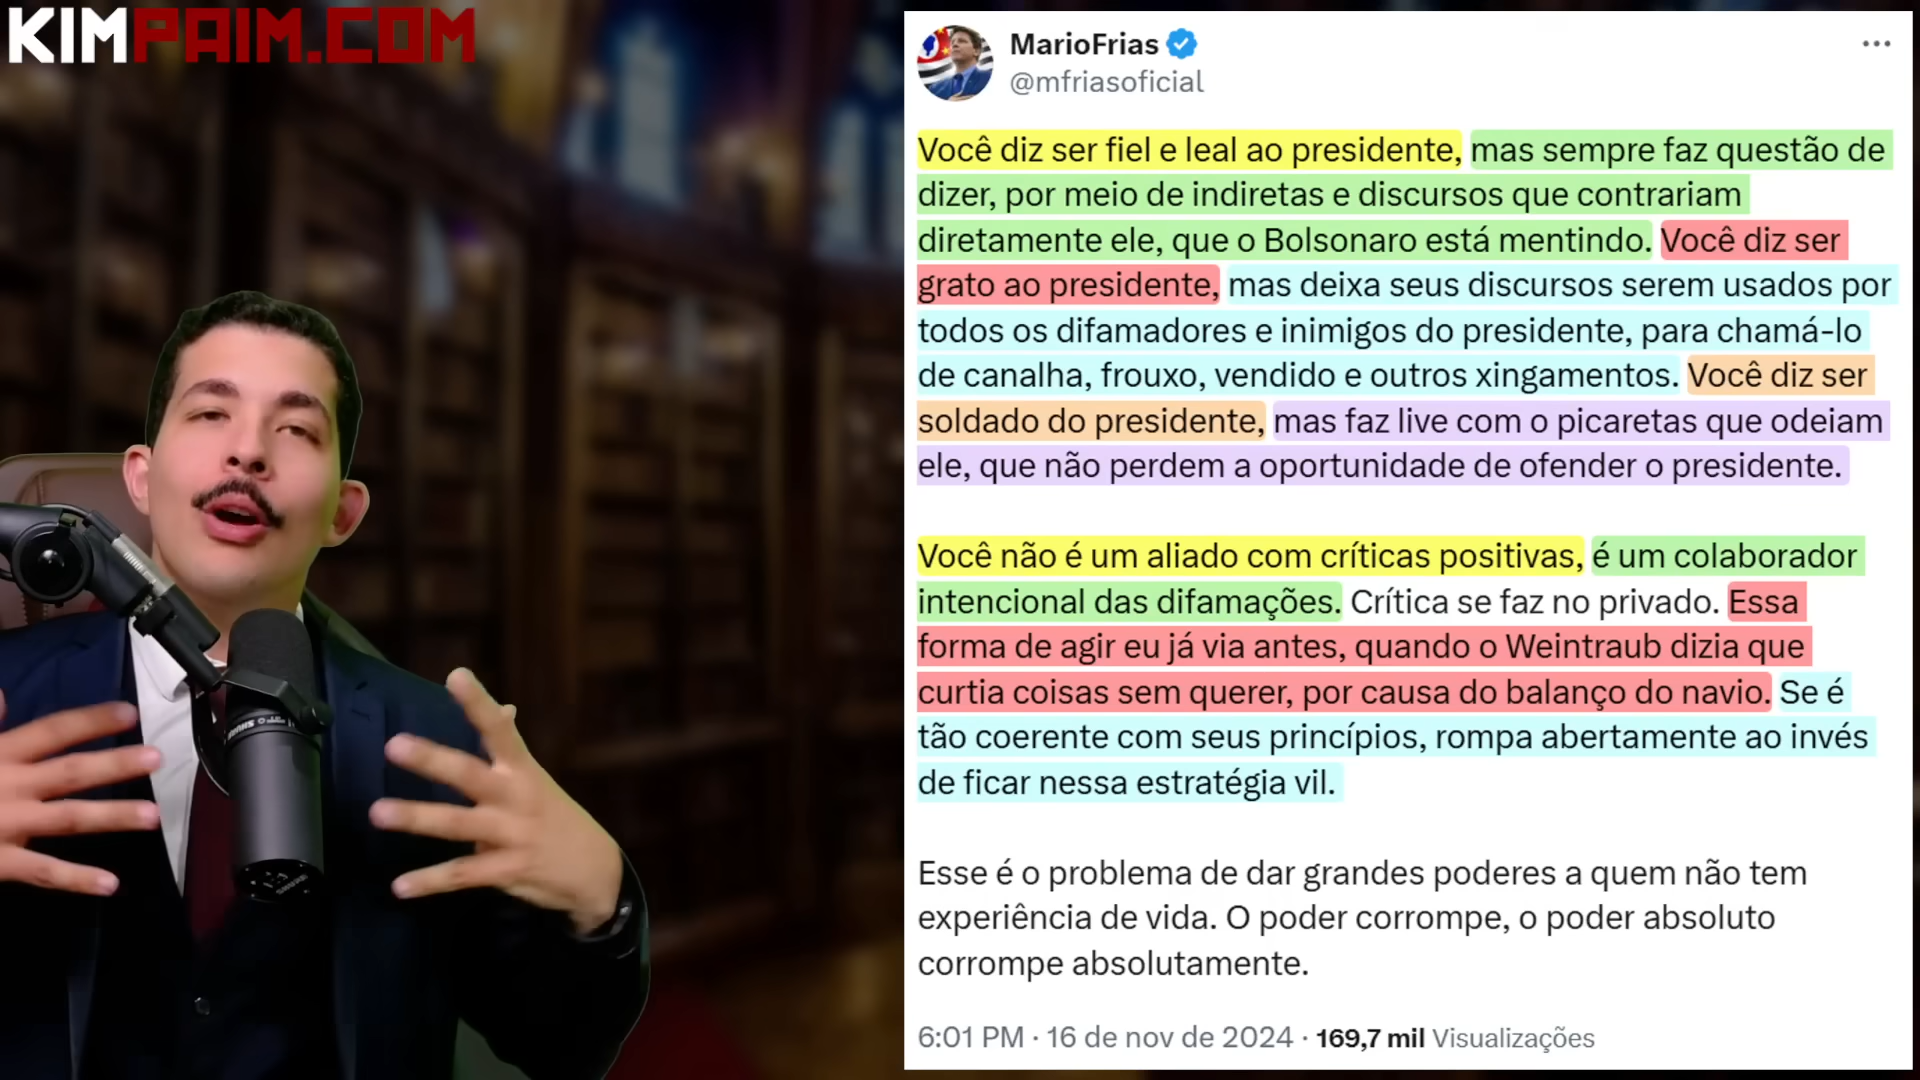 KIMPAIM.COM
MarioFrias
@mfriasoficial
Você diz ser fiel e leal ao presidente, mas sempre faz questão de
dizer, por meio de indiretas e discursos que contrariam
diretamente ele, que o Bolsonaro está mentindo. Você diz ser
grato ao presidente, mas deixa seus discursos serem usados por
todos os difamadores e inimigos do presidente, para chamá-lo
de canalha, frouxo, vendido e outros xingamentos. Você diz ser
soldado do presidente, mas faz live com o picaretas que odeiam
ele, que não perdem a oportunidade de ofender o presidente.
Você não é um aliado com críticas positivas, é um colaborador
intencional das difamações. Crítica se faz no privado. Essa
forma de agir eu já via antes, quando o Weintraub dizia que
curtia coisas sem querer, por causa do balanço do navio. Se é
tão coerente com seus princípios, rompa abertamente ao invés
de ficar nessa estratégia vil.
Esse é o problema de dar grandes poderes a quem não tem
experiência de vida. O poder corrompe, o poder absoluto
corrompe absolutamente.
6:01 PM · 16 de nov de 2024 · 169,7 mil Visualizações